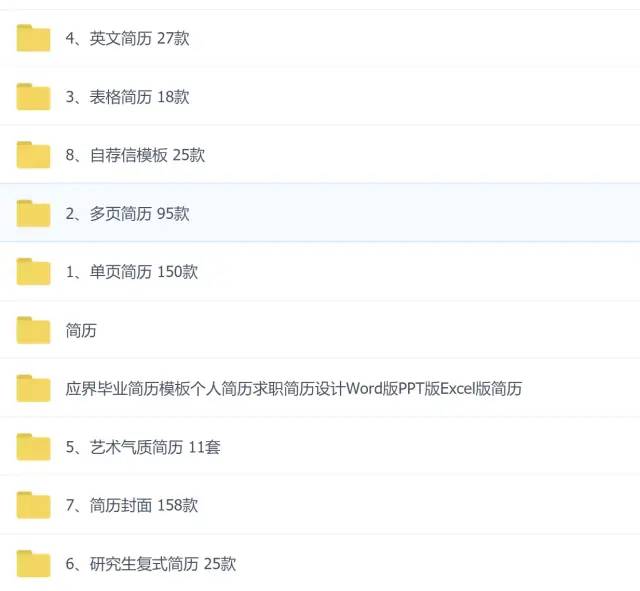 4、英文简历 27款
3、表格简历 18款
8、自荐信模板 25款
2、多页简历 95款
1、单页简历 150款
简历
应界毕业简历模板个人简历求职简历设计Word版PPT版Excel版简历
5、艺术气质简历 11套
7、简历封面 158款
6、研究生复式简历 25款